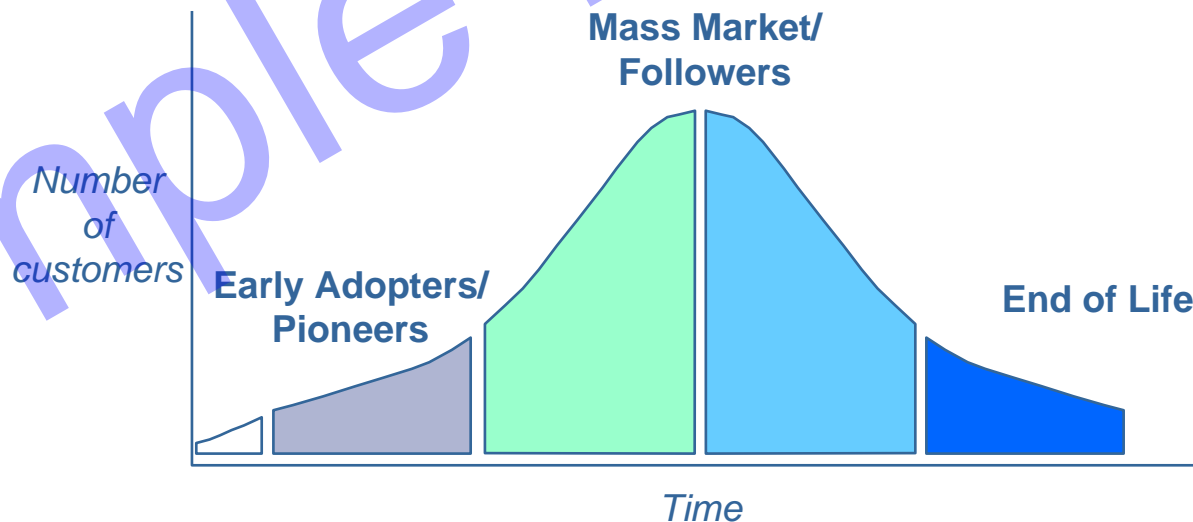 Mass Market/
Followers
Number
of
customers
Early Adopters/
Pioneers
End of Life
Time